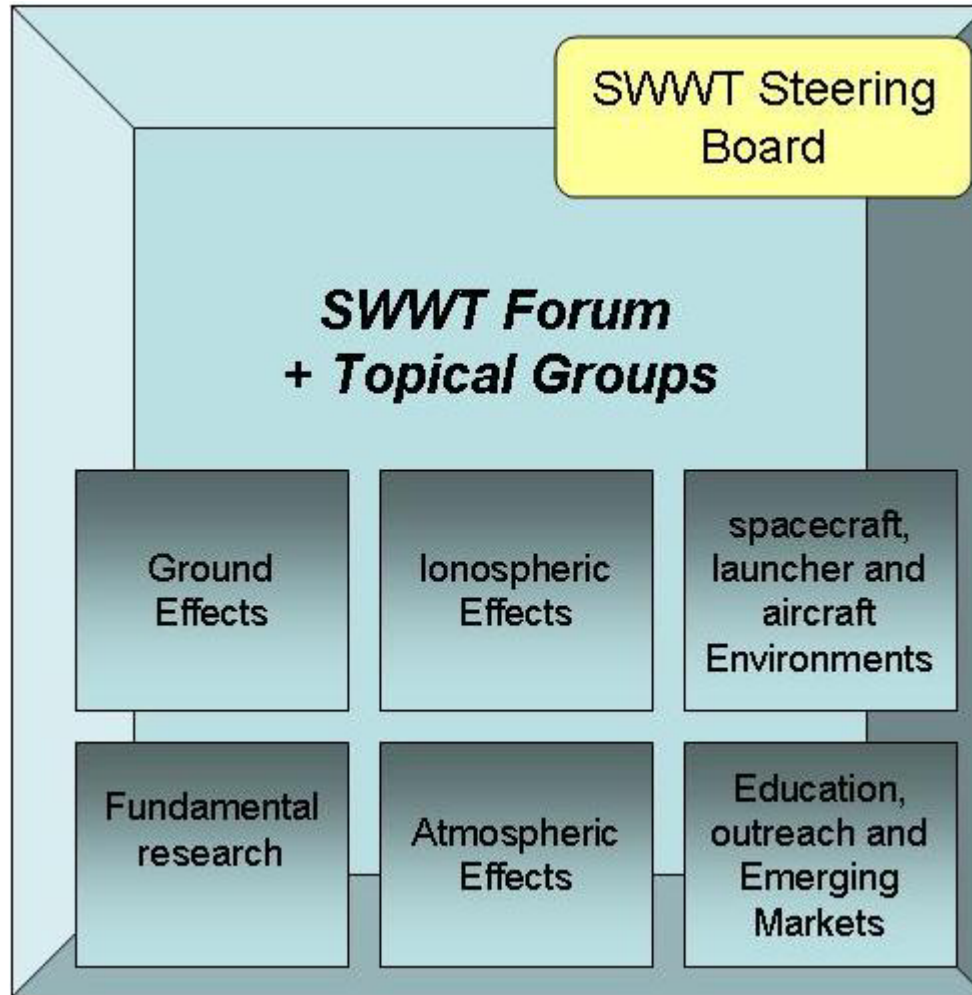 SWWT Steering
Board
SWWT Forum
+ Topical Groups
Ground
Effects
Ionospheric
Effects
spacecraft,
launcher and
aircraft
Environments
Fundamental
research
Atmospheric
Effects
Education,
outreach and
Emerging
Markets